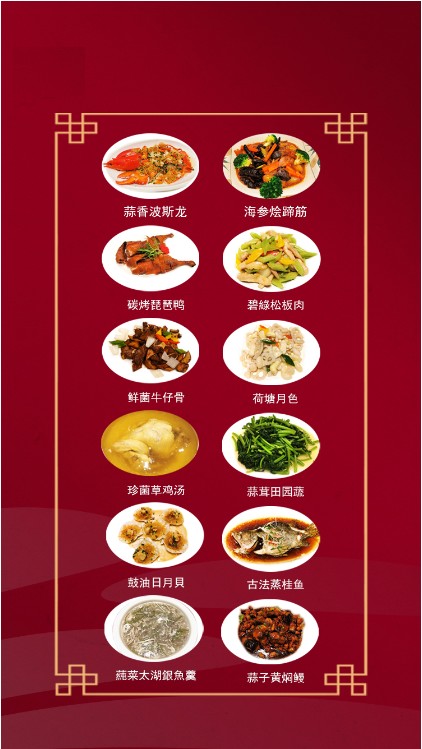 蒜香波斯龙
海参烩蹄筋
碳烤琵琶鸭
碧綠松板肉
鲜菌牛仔骨
荷塘月色
珍菌草鸡汤
蒜茸田园蔬
鼓油日月貝
古法蒸桂鱼
蒓菜太湖銀魚羹
蒜子黄焖鳗